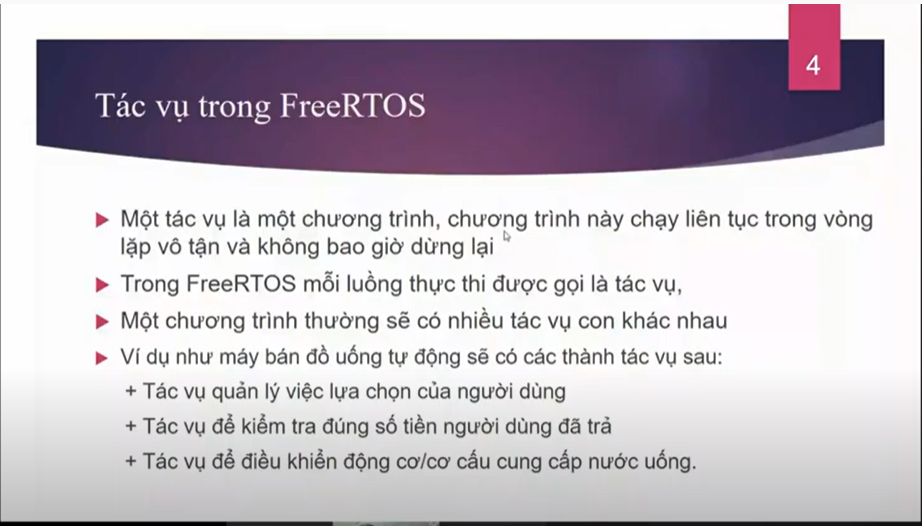 4
Tác vụ trong FreeRTOS
Một tác vụ là một chương trình, chương trình này chạy liên tục trong vòng
lặp vô tận và không bao giờ dừng lại
Trong FreeRTOS mỗi luồng thực thi được gọi là tác vụ,
Một chương trình thường sẽ có nhiều tác vụ con khác nhau
Ví dụ như máy bán đồ uống tự động sẽ có các thành tác vụ sau:
+ Tác vụ quản lý việc lựa chọn của người dùng
+ Tác vụ để kiểm tra đúng số tiền người dùng đã trả
+ Tác vụ để điều khiển động cơ/cơ cấu cung cấp nước uống.